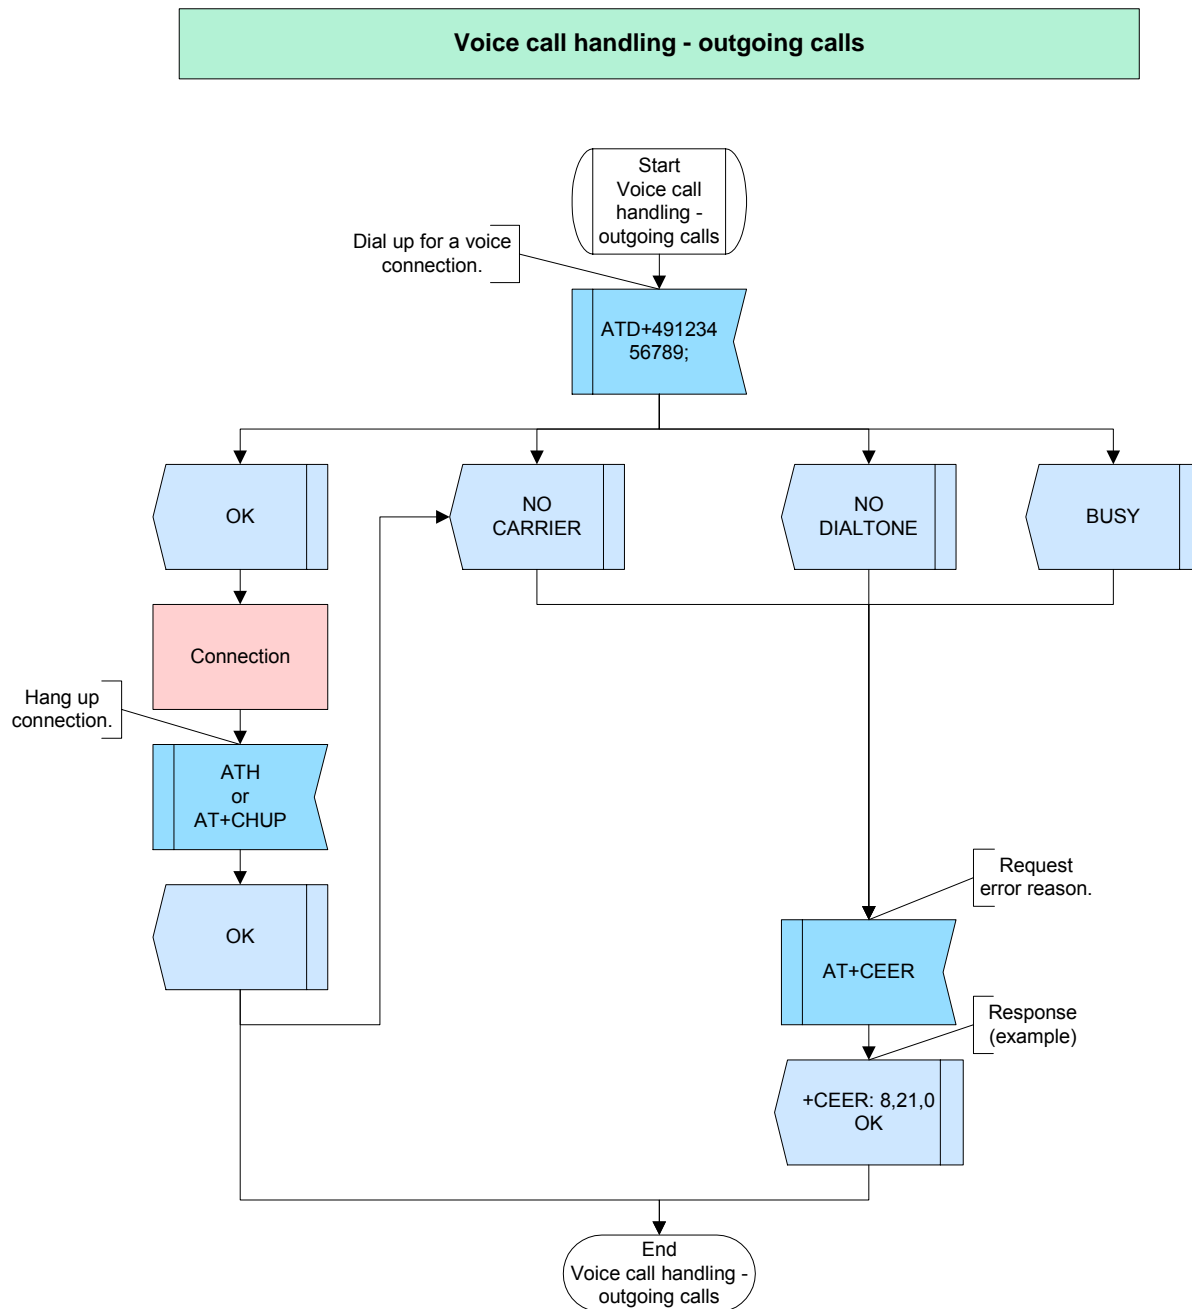 Voice call handling - outgoing calls
Start
Voice call
handling -
outgoing calls
Dial up for a voice
connection.
ATD+491234
56789;
OK
NO
CARRIER
NO
DIALTONE
BUSY
Connection
Hang up
connection.
ATH
or
AT+CHUP
OK
Request
error reason.
AT+CEER
Response
(example)
+CEER: 8,21,0
OK
End
Voice call handling -
outgoing calls